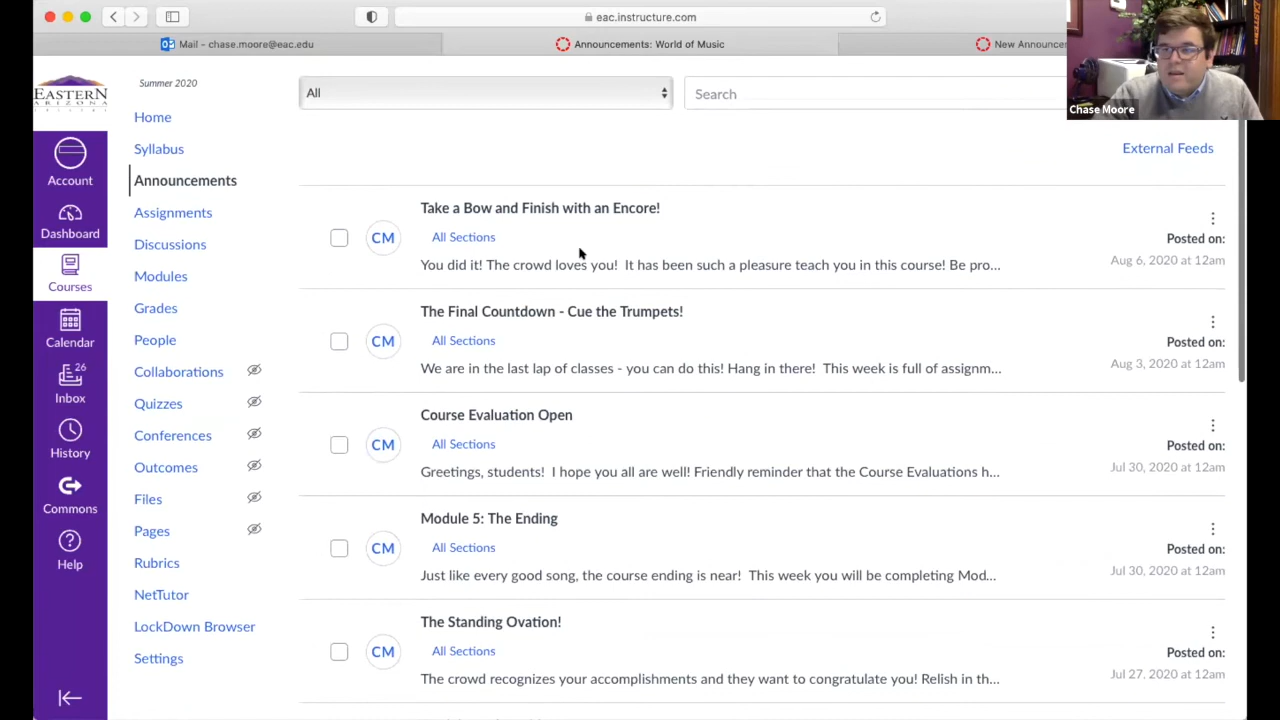 eac.instructure.com
Mail – chase.moore@eac.edu
Announcements: World of Music
New Announce
Chase Moore
EASTERN
ARIZONA
Account
Dashboard
Courses
Calendar
26
Inbox
History
Commons
Help
Summer 2020
Home
Syllabus
Announcements
Assignments
Discussions
Modules
Grades
People
Collaborations
Quizzes
Conferences
Outcomes
Files
Pages
Rubrics
NetTutor
LockDown Browser
Settings
All
Search
External Feeds
Take a Bow and Finish with an Encore!
CM
All Sections
Posted on:
You did it! The crowd loves you! It has been such a pleasure teach you in this course! Be pro...
Aug 6, 2020 at 12am
The Final Countdown - Cue the Trumpets!
CM
All Sections
Posted on:
We are in the last lap of classes - you can do this! Hang in there! This week is full of assignm...
Aug 3, 2020 at 12am
Course Evaluation Open
CM
All Sections
Posted on:
Greetings, students! I hope you all are well! Friendly reminder that the Course Evaluations h...
Jul 30, 2020 at 12am
Module 5: The Ending
CM
All Sections
Posted on:
Just like every good song, the course ending is near! This week you will be completing Mod...
Jul 30, 2020 at 12am
The Standing Ovation!
CM
All Sections
Posted on:
The crowd recognizes your accomplishments and they want to congratulate you! Relish in th...
Jul 27, 2020 at 12am